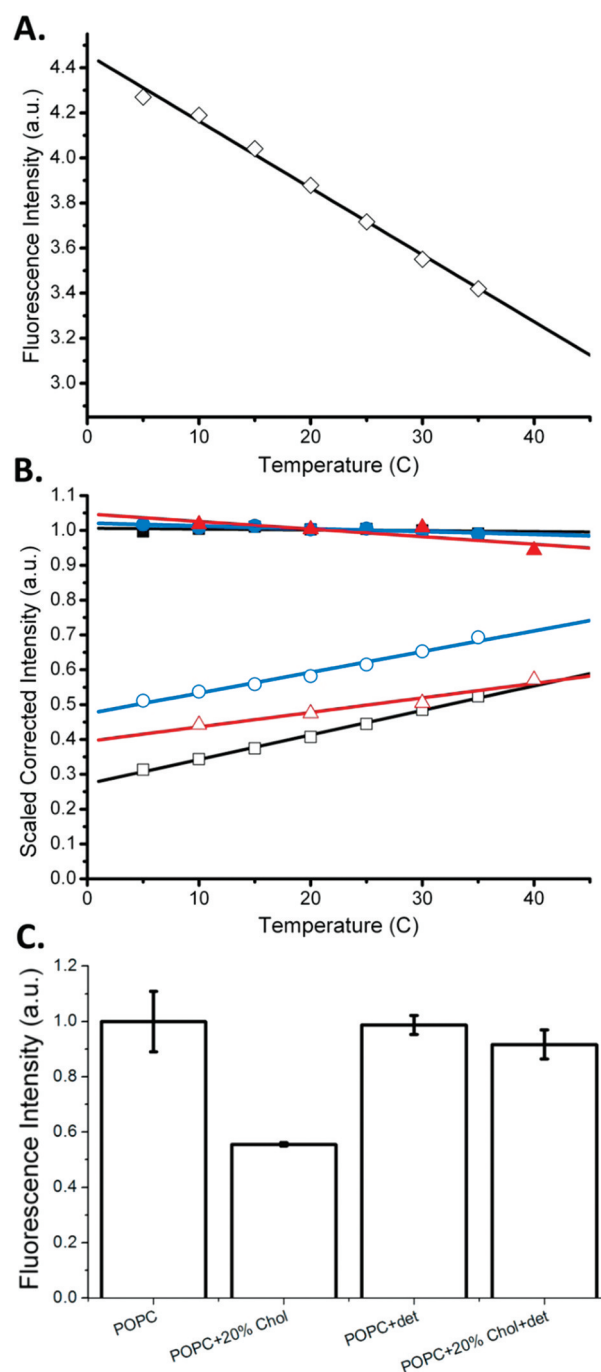 A.
Fluorescence Intensity (a.u.)
4.4
4.2
4.0
3.8
3.6
3.4
3.2
3.0
0 10 20 30 40
Temperature (C)
B.
Scaled Corrected Intensity (a.u.)
1.1
1.0
0.9
0.8
0.7
0.6
0.5
0.4
0.3
0.2
0.1
0.0
0 10 20 30 40
Temperature (C)
C.
Fluorescence Intensity (a.u.)
1.2
1.0
0.8
0.6
0.4
0.2
0.0
POPC
POPC+20% Chol
POPC+det
POPC+20% Chol+det